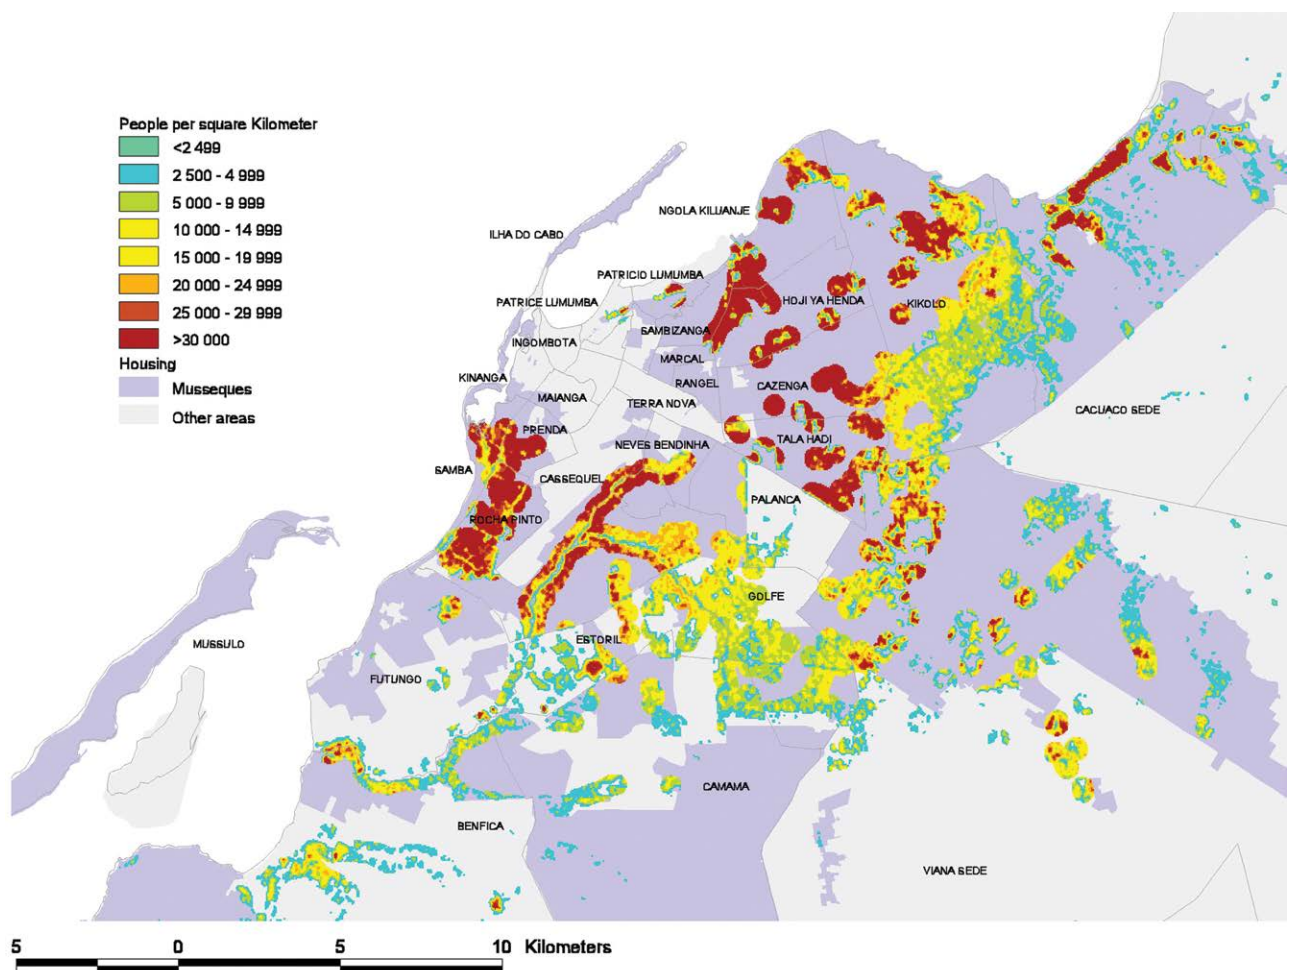 People per square Kilometer
<2 499
2 500 - 4 999
5 000 - 9 999
10 000 - 14 999
15 000 - 19 999
20 000 - 24 999
25 000 - 29 999
>30 000
Housing
Musseques
Other areas
NGOLA KILUANJE
ILHA DO CABO
PATRICIO LUMUMBA
PATRICE LUMUMBA
HOJI YA HENDA
KIKOLO
SAMBIZANGA
INGOMBOTA
MARCAL
KINANGA
RANGEL
CAZENGA
MAIANGA
TERRA NOVA
CACUACO SEDE
PRENDA
NEVES BENDINHA
TALA HADI
SAMBA
CASSEQUEL
PALANCA
ROCHA PINTO
GOLFE
MUSSULO
ESTORIL
FUTUNGO
CAMAMA
BENFICA
VIANA SEDE
5 0 5 10 Kilometers